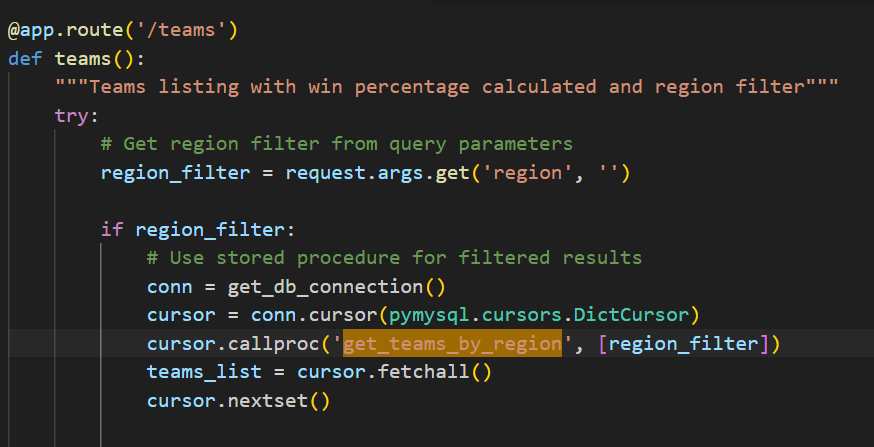 @app.route('/teams')
def teams():
    """Teams listing with win percentage calculated and region filter"""
    try:
        # Get region filter from query parameters
        region_filter = request.args.get('region', '')

        if region_filter:
            # Use stored procedure for filtered results
            conn = get_db_connection()
            cursor = conn.cursor(pymysql.cursors.DictCursor)
            cursor.callproc('get_teams_by_region', [region_filter])
            teams_list = cursor.fetchall()
            cursor.nextset()